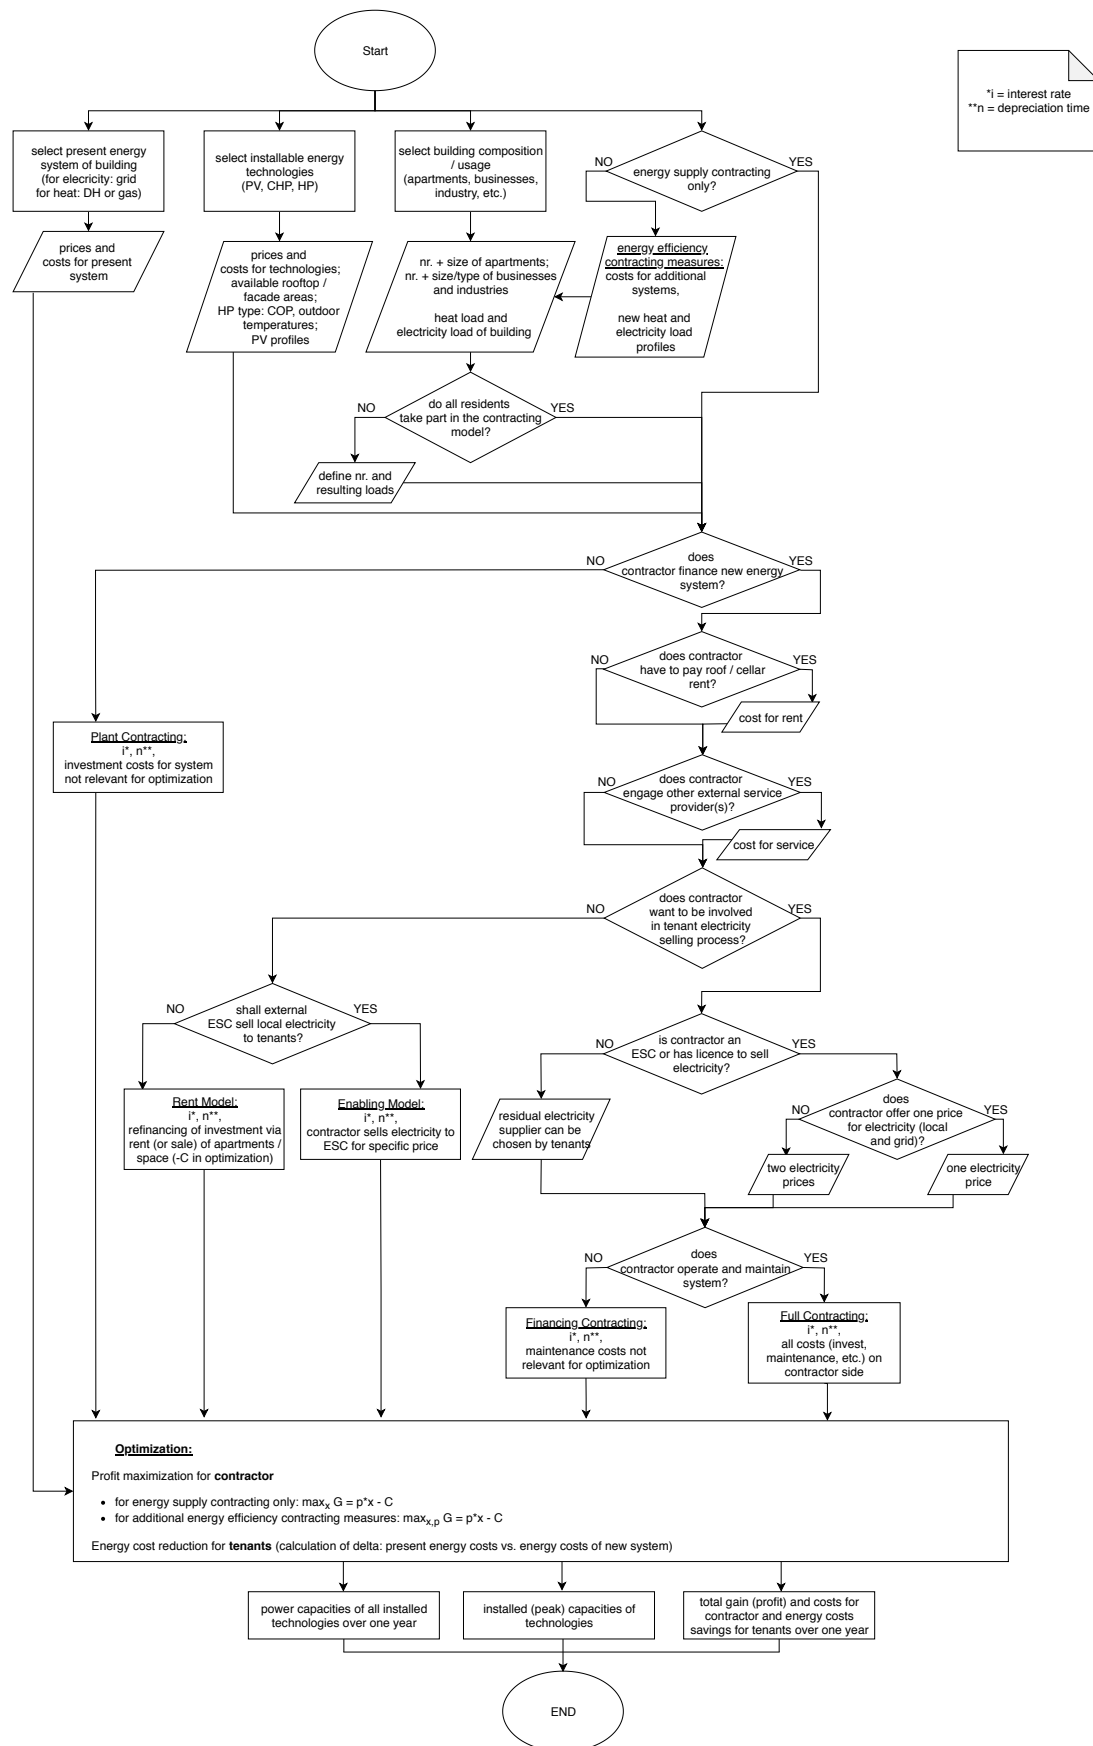 Start
*i = interest rate
**n = depreciation time
select present energy
system of building
(for elecricity: grid
for heat: DH or gas)
select installable energy
technologies
(PV, CHP, HP)
select building composition
/ usage
(apartments, businesses,
industry, etc.)
NO
YES
energy supply contracting
only?
prices and
costs for present
system
prices and
costs for technologies;
available rooftop /
facade areas;
HP type: COP, outdoor
temperatures;
PV profiles
nr. + size of apartments;
nr. + size/type of businesses
and industries
heat load and
electricity load of building
energy efficiency
contracting measures:
costs for additional
systems,
new heat and
electricity load
profiles
NO
YES
do all residents
take part in the contracting
model?
define nr. and
resulting loads
NO
YES
does
contractor finance new energy
system?
NO
YES
does contractor
have to pay roof / cellar
rent?
cost for rent
Plant Contracting:
i*, n**,
investment costs for system
not relevant for optimization
NO
YES
does contractor
engage other external service
provider(s)?
cost for service
NO
YES
does contractor
want to be involved
in tenant electricity
selling process?
NO
YES
shall external
ESC sell local electricity
to tenants?
NO
YES
is contractor an
ESC or has licence to sell
electricity?
Rent Model:
i*, n**,
refinancing of investment via
rent (or sale) of apartments /
space (-C in optimization)
Enabling Model:
i*, n**,
contractor sells electricity to
ESC for specific price
residual electricity
supplier can be
chosen by tenants
NO
YES
does
contractor offer one price
for electricity (local
and grid)?
two electricity
prices
one electricity
price
NO
YES
does
contractor operate and maintain
system?
Financing Contracting:
i*, n**,
maintenance costs not
relevant for optimization
Full Contracting:
i*, n**,
all costs (invest,
maintenance, etc.) on
contractor side
Optimization:
Profit maximization for contractor
• for energy supply contracting only: maxx G = p*x - C
• for additional energy efficiency contracting measures: maxx,p G = p*x - C
Energy cost reduction for tenants (calculation of delta: present energy costs vs. energy costs of new system)
power capacities of all installed
technologies over one year
installed (peak) capacities of
technologies
total gain (profit) and costs for
contractor and energy costs
savings for tenants over one year
END